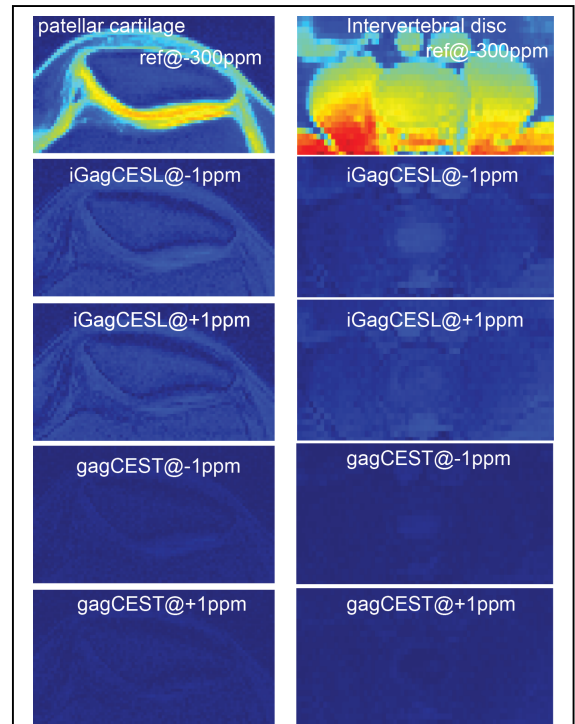 patellar cartilage
ref@-300ppm
Intervertebral disc
ref@-300ppm
iGagCESL@-1ppm
iGagCESL@-1ppm
iGagCESL@+1ppm
iGagCESL@+1ppm
gagCEST@-1ppm
gagCEST@-1ppm
gagCEST@+1ppm
gagCEST@+1ppm